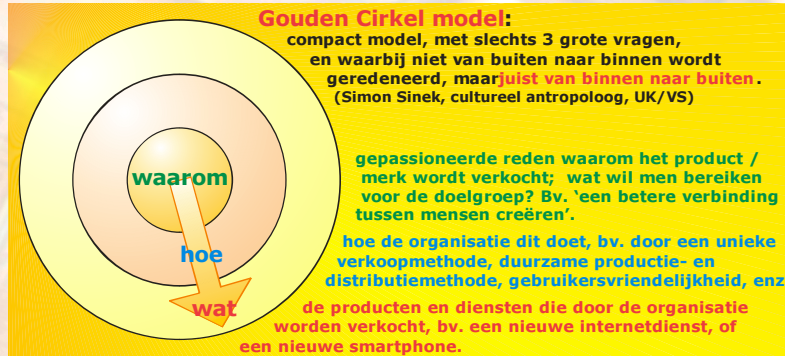 Gouden Cirkel model:
compact model, met slechts 3 grote vragen,
en waarbij niet van buiten naar binnen wordt
geredeneerd, maarjuist van binnen naar buiten.
(Simon Sinek, cultureel antropoloog, UK/VS)
waarom
gepassioneerde reden waarom het product /
merk wordt verkocht; wat wil men bereiken
voor de doelgroep? Bv. ‘een betere verbinding
tussen mensen creëren’.
hoe
hoe de organisatie dit doet, bv. door een unieke
verkoopmethode, duurzame productie- en
distributiemethode, gebruikersvriendelijkheid, enz
wat
de producten en diensten die door de organisatie
worden verkocht, bv. een nieuwe internetdienst, of
een nieuwe smartphone.